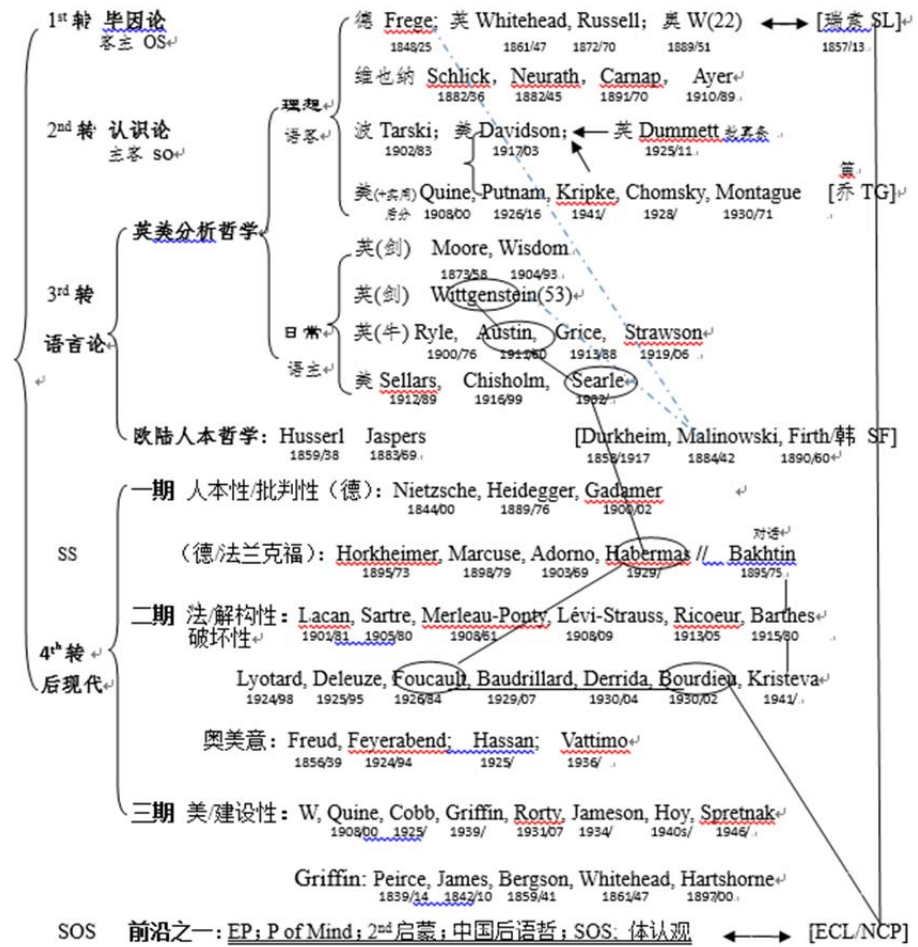 1st 转 毕因论 德 Frege; 英 Whitehead, Russell; 奥 W(22) [瑞索 SL]
客主 OS 1848/25 1861/47 1872/70 1889/51 1857/13
维也纳 Schlick, Neurath, Carnap, Ayer
理想 1882/36 1882/45 1891/70 1910/89
2nd 转 认识论 语客 波 Tarski; 美 Davidson; 英 Dummett
主客 so 1902/83 1917/03 1925/11
笛
美(+实用) Quine, Putnam, Kripke, Chomsky, Montague [乔 TG]
后分 1908/00 1926/16 1941/ 1928/ 1930/71
英美分析哲学 英(剑) Moore, Wisdom
1873/58 1904/93
3rd 转 英(剑) Wittgenstein(53)
语言论 日常 英(牛) Ryle, Austin, Grice, Strawson
语主 1900/76 1911/60 1913/88 1919/06
美 Sellars, Chisholm, Searle
1912/89 1916/99 1932/
欧陆人本哲学: Husserl Jaspers [Durkheim, Malinowski, Firth/韩 SF]
1859/38 1883/69 1858/1917 1884/42 1890/60
一期 人本性/批判性（德）: Nietzsche, Heidegger, Gadamer
1844/00 1889/76 1900/02
对话
SS （德/法兰克福）: Horkheimer, Marcuse, Adorno, Habermas // Bakhtin
1895/73 1898/79 1903/69 1929/ 1895/75
二期 法/解构性: Lacan, Sartre, Merleau-Ponty, Lévi-Strauss, Ricoeur, Barthes
破坏性 1901/81 1905/80 1908/61 1908/09 1913/05 1915/80
4th 转
后现代 Lyotard, Deleuze, Foucault, Baudrillard, Derrida, Bourdieu, Kristeva
1924/98 1925/95 1926/84 1929/07 1930/04 1930/02 1941/
奥美意: Freud, Feyerabend; Hassan; Vattimo
1856/39 1924/94 1925/ 1936/
三期 美/建设性: W, Quine, Cobb, Griffin, Rorty, Jameson, Hoy, Spretnak
1908/00 1925/ 1939/ 1931/07 1934/ 1940s/ 1946/
Griffin: Peirce, James, Bergson, Whitehead, Hartshorne
1839/14 1842/10 1859/41 1861/47 1897/00
SOS 前沿之一: EP; P of Mind; 2nd 启蒙; 中国后语哲; SOS: 体认观 [ECL/NCP]